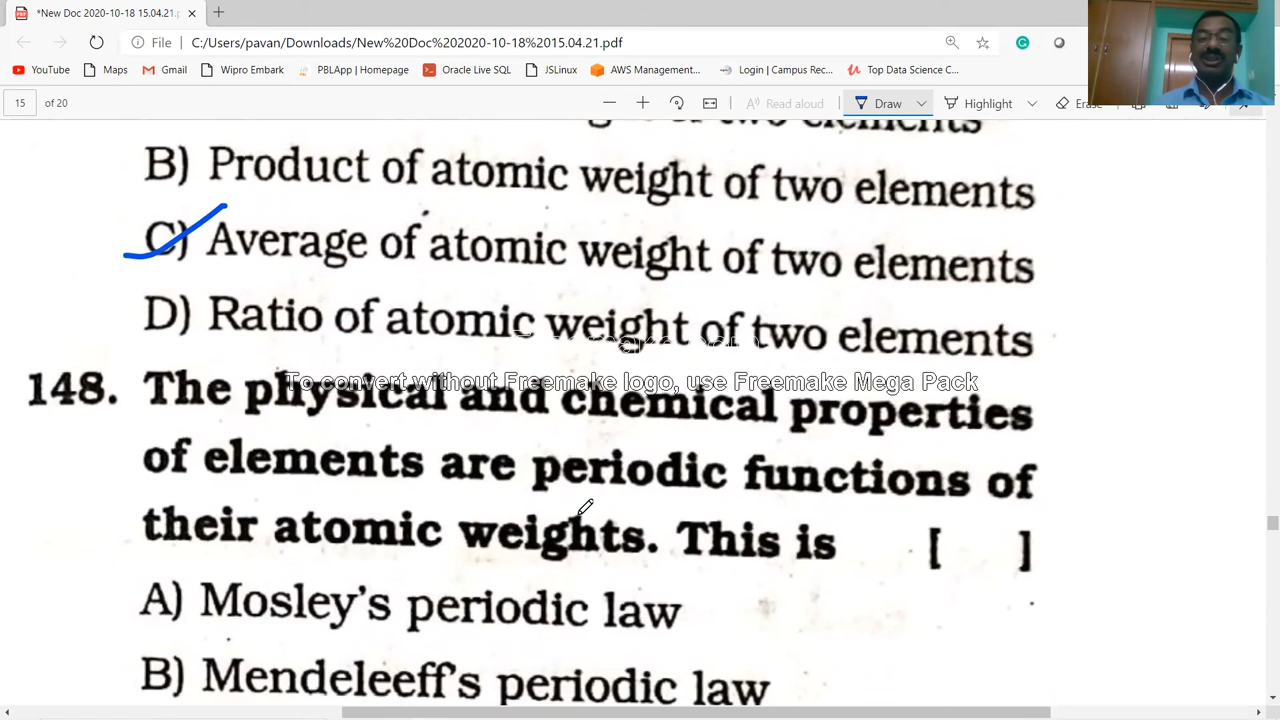 *New Doc 2020-10-18 15.04.21.p
File C:/Users/pavan/Downloads/New%20Doc%202020-10-18%2015.04.21.pdf
YouTube Maps Gmail Wipro Embark PBLApp | Homepage Oracle Live SQL JSLinux AWS Management... Login | Campus Rec... Top Data Science C...
15 of 20 Read aloud Draw Highlight Erase
two elements
B) Product of atomic weight of two elements
C) Average of atomic weight of two elements
D) Ratio of atomic weight of two elements
To convert without Freemake logo, use Freemake Mega Pack
148. The physical and chemical properties
of elements are periodic functions of
their atomic weights. This is [ ]
A) Mosley's periodic law
B) Mendeleeff's periodic law